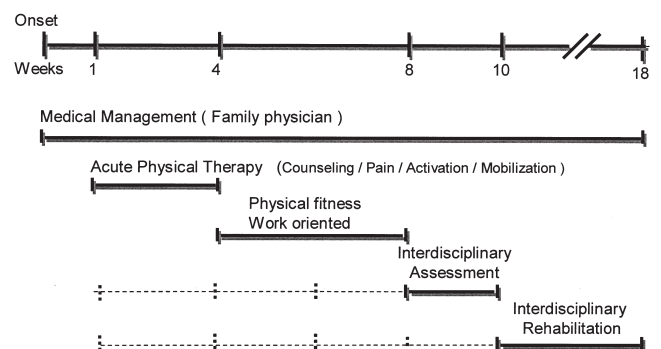 Onset
Weeks 1 4 8 10 18
Medical Management ( Family physician )
Acute Physical Therapy (Counseling / Pain / Activation / Mobilization )
Physical fitness
Work oriented
Interdisciplinary
Assessment
Interdisciplinary
Rehabilitation